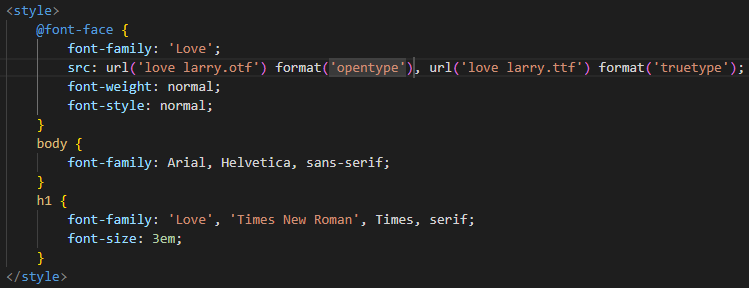 <style>
    @font-face {
        font-family: 'Love';
        src: url('love larry.otf') format('opentype'), url('love larry.ttf') format('truetype');
        font-weight: normal;
        font-style: normal;
    }
    body {
        font-family: Arial, Helvetica, sans-serif;
    }
    h1 {
        font-family: 'Love', 'Times New Roman', Times, serif;
        font-size: 3em;
    }
</style>